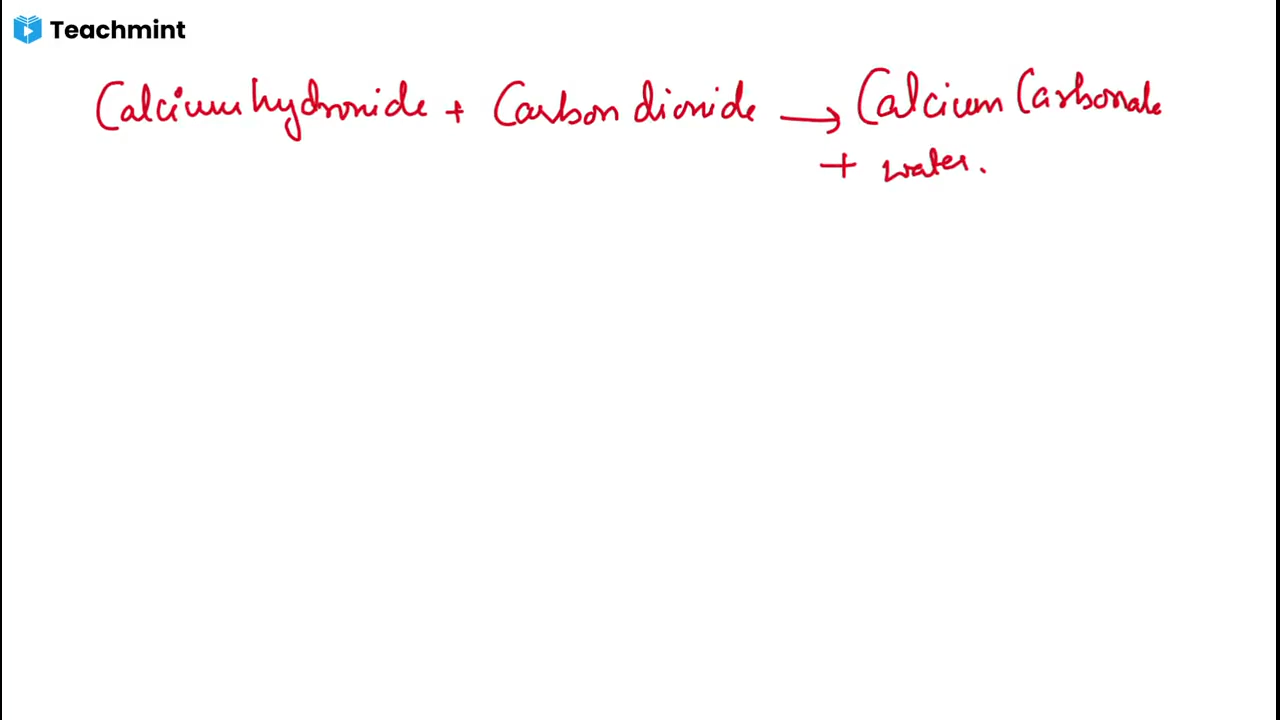 Teachmint
Calcium hydroxide + Carbon dioxide → Calcium Carbonate
+ water.